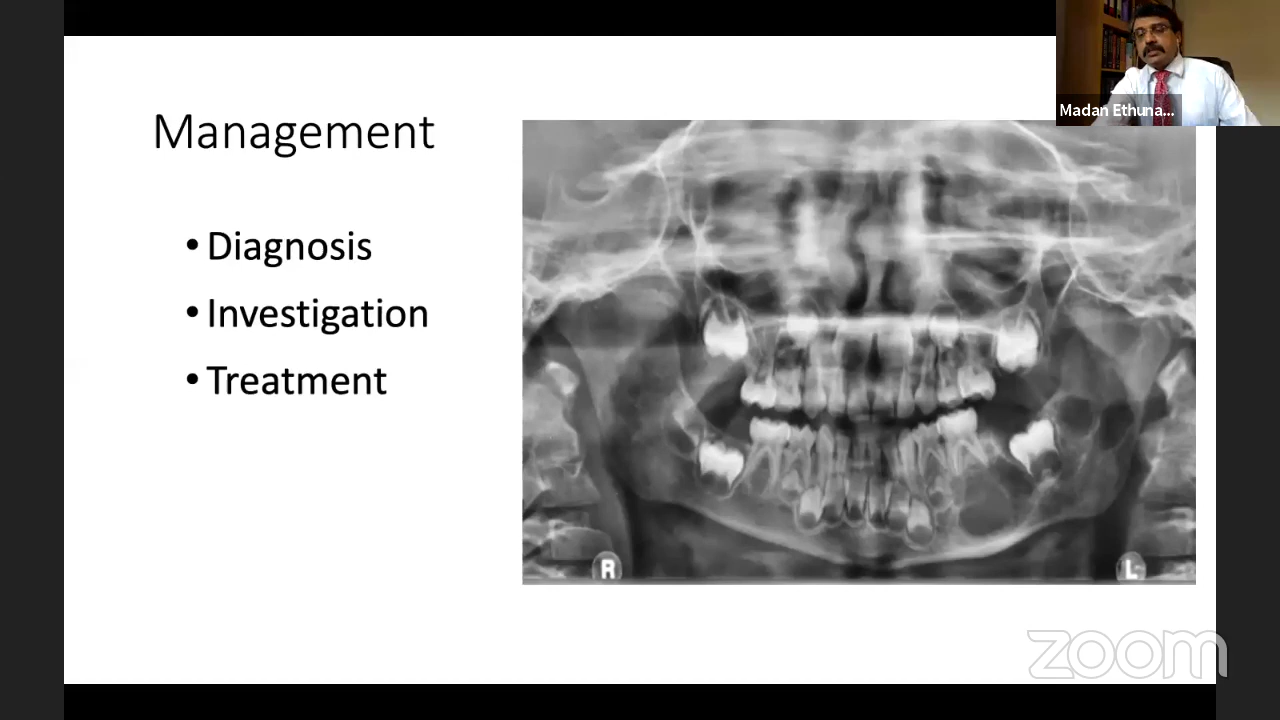 Madan Ethuna...
Management
• Diagnosis
• Investigation
• Treatment
R
L
zoom